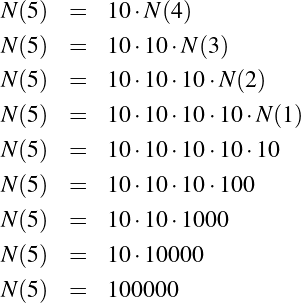 N(5) = 10·N(4)
N(5) = 10·10·N(3)
N(5) = 10·10·10·N(2)
N(5) = 10·10·10·10·N(1)
N(5) = 10·10·10·10·10
N(5) = 10·10·10·100
N(5) = 10·10·1000
N(5) = 10·10000
N(5) = 100000